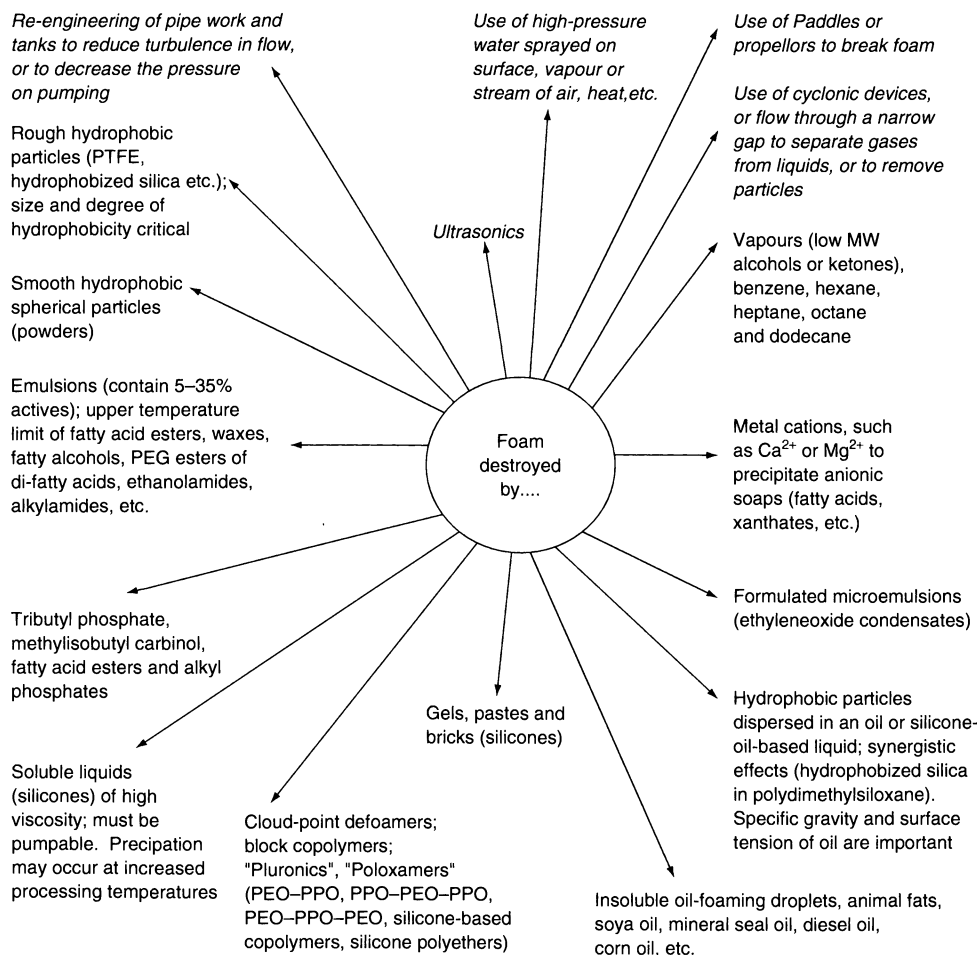 Re-engineering of pipe work and
tanks to reduce turbulence in flow,
or to decrease the pressure
on pumping
Use of high-pressure
water sprayed on
surface, vapour or
stream of air, heat,etc.
Use of Paddles or
propellors to break foam
Use of cyclonic devices,
or flow through a narrow
gap to separate gases
from liquids, or to remove
particles
Rough hydrophobic
particles (PTFE,
hydrophobized silica etc.);
size and degree of
hydrophobicity critical
Ultrasonics
Vapours (low MW
alcohols or ketones),
benzene, hexane,
heptane, octane
and dodecane
Smooth hydrophobic
spherical particles
(powders)
Emulsions (contain 5–35%
actives); upper temperature
limit of fatty acid esters, waxes,
fatty alcohols, PEG esters of
di-fatty acids, ethanolamides,
alkylamides, etc.
Foam
destroyed
by....
Metal cations, such
as Ca²⁺ or Mg²⁺ to
precipitate anionic
soaps (fatty acids,
xanthates, etc.)
Formulated microemulsions
(ethyleneoxide condensates)
Tributyl phosphate,
methylisobutyl carbinol,
fatty acid esters and alkyl
phosphates
Gels, pastes and
bricks (silicones)
Hydrophobic particles
dispersed in an oil or silicone-
oil-based liquid; synergistic
effects (hydrophobized silica
in polydimethylsiloxane).
Specific gravity and surface
tension of oil are important
Soluble liquids
(silicones) of high
viscosity; must be
pumpable. Precipation
may occur at increased
processing temperatures
Cloud-point defoamers;
block copolymers;
"Pluronics", "Poloxamers"
(PEO–PPO, PPO–PEO–PPO,
PEO–PPO–PEO, silicone-based
copolymers, silicone polyethers)
Insoluble oil-foaming droplets, animal fats,
soya oil, mineral seal oil, diesel oil,
corn oil, etc.